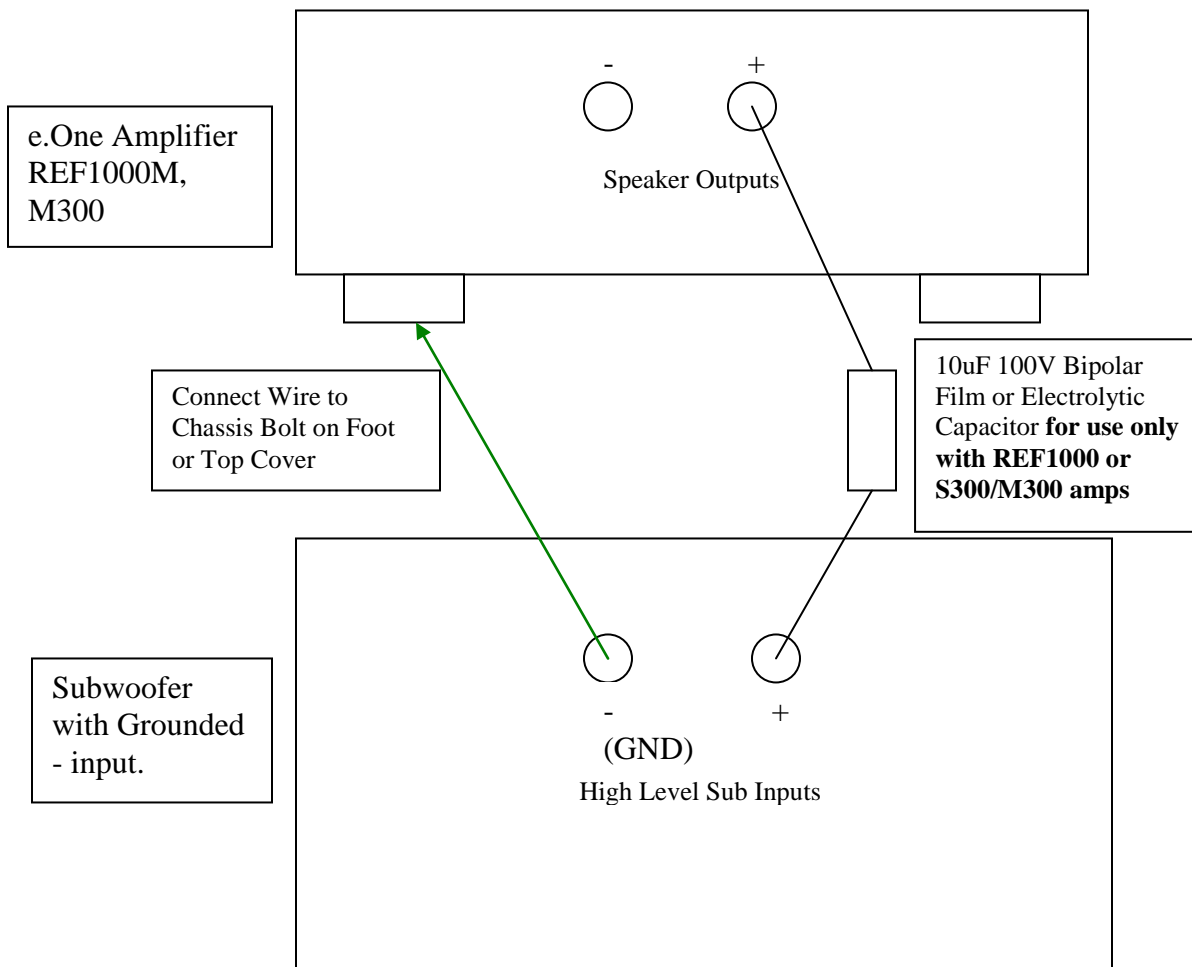 - +
e.One Amplifier
REF1000M,
M300
Speaker Outputs
Connect Wire to
Chassis Bolt on Foot
or Top Cover
10uF 100V Bipolar
Film or Electrolytic
Capacitor for use only
with REF1000 or
S300/M300 amps
Subwoofer
with Grounded
- input.
- +
(GND)
High Level Sub Inputs